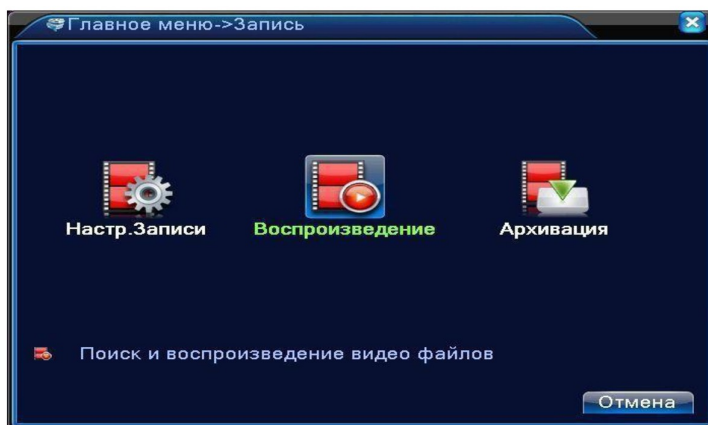 Главное меню->Запись
Настр.Записи
Воспроизведение
Архивация
Поиск и воспроизведение видео файлов
Отмена